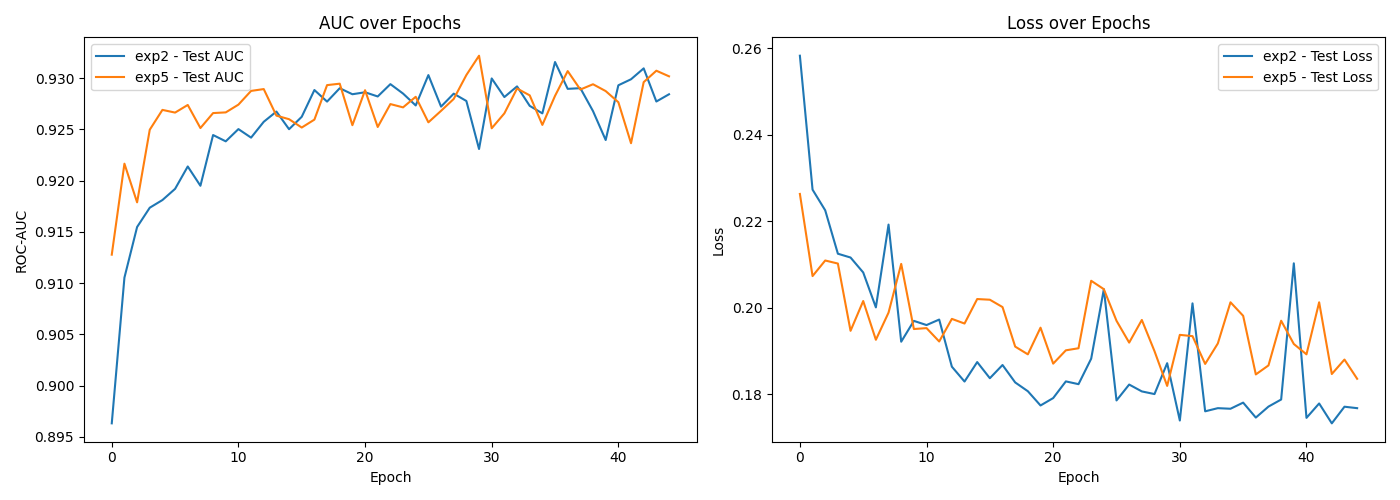 AUC over Epochs
exp2 - Test AUC
exp5 - Test AUC
0.930
0.925
0.920
0.915
0.910
0.905
0.900
0.895
ROC-AUC
0 10 20 30 40
Epoch
Loss over Epochs
exp2 - Test Loss
exp5 - Test Loss
0.26
0.24
0.22
0.20
0.18
Loss
0 10 20 30 40
Epoch